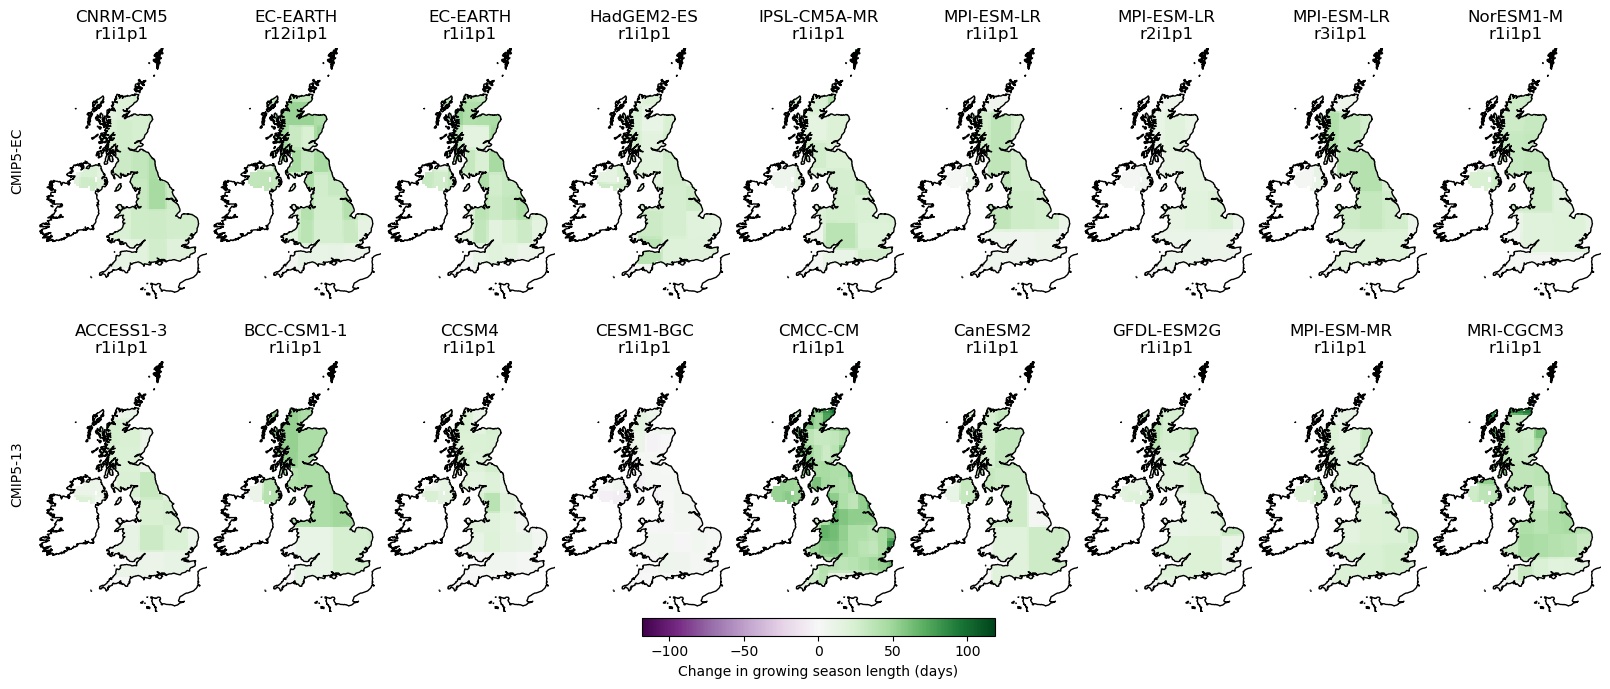 CNRM-CM5 EC-EARTH EC-EARTH HadGEM2-ES IPSL-CM5A-MR MPI-ESM-LR MPI-ESM-LR MPI-ESM-LR NorESM1-M
r1i1p1 r12i1p1 r1i1p1 r1i1p1 r1i1p1 r1i1p1 r2i1p1 r3i1p1 r1i1p1
CMIP5-EC
ACCESS1-3 BCC-CSM1-1 CCSM4 CESM1-BGC CMCC-CM CanESM2 GFDL-ESM2G MPI-ESM-MR MRI-CGCM3
r1i1p1 r1i1p1 r1i1p1 r1i1p1 r1i1p1 r1i1p1 r1i1p1 r1i1p1 r1i1p1
CMIP5-13
−100 −50 0 50 100
Change in growing season length (days)